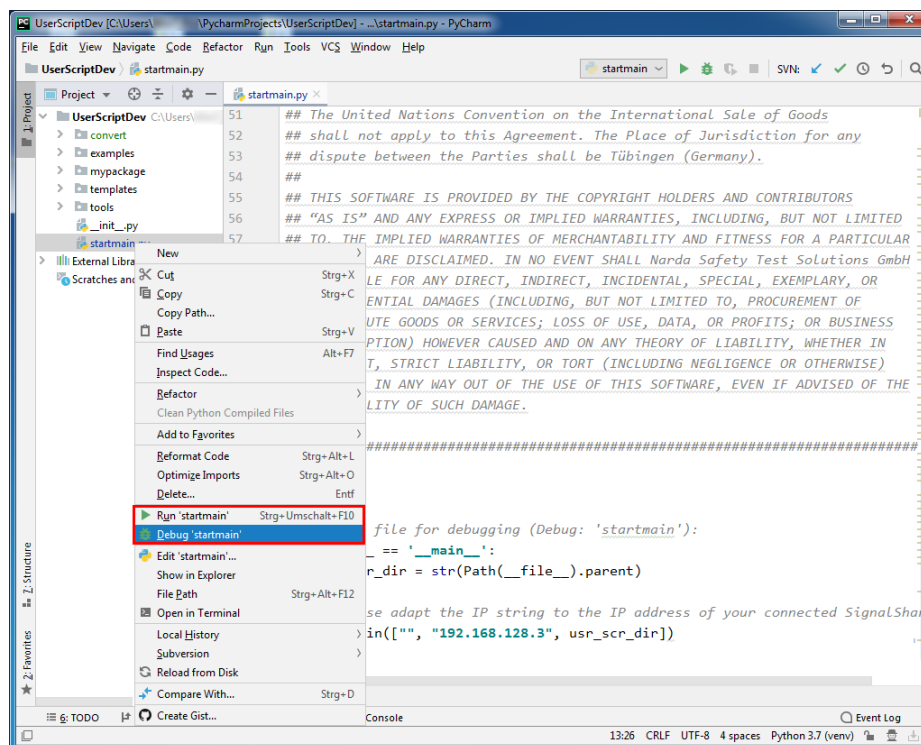 UserScriptDev [C:\Users\ \PycharmProjects\UserScriptDev] - ...\startmain.py - PyCharm
File Edit View Navigate Code Refactor Run Tools VCS Window Help
UserScriptDev startmain.py startmain SVN:
1: Project
Project startmain.py
UserScriptDev C:\Users\
convert
examples
mypackage
templates
tools
__init__.py
startmain.py
External Libra
Scratches and
51 ## The United Nations Convention on the International Sale of Goods
52 ## shall not apply to this Agreement. The Place of Jurisdiction for any
53 ## dispute between the Parties shall be Tübingen (Germany).
54 ##
55 ## THIS SOFTWARE IS PROVIDED BY THE COPYRIGHT HOLDERS AND CONTRIBUTORS
56 ## “AS IS” AND ANY EXPRESS OR IMPLIED WARRANTIES, INCLUDING, BUT NOT LIMITED
57 ## TO, THE IMPLIED WARRANTIES OF MERCHANTABILITY AND FITNESS FOR A PARTICULAR
ARE DISCLAIMED. IN NO EVENT SHALL Narda Safety Test Solutions GmbH
LE FOR ANY DIRECT, INDIRECT, INCIDENTAL, SPECIAL, EXEMPLARY, OR
ENTIAL DAMAGES (INCLUDING, BUT NOT LIMITED TO, PROCUREMENT OF
UTE GOODS OR SERVICES; LOSS OF USE, DATA, OR PROFITS; OR BUSINESS
PTION) HOWEVER CAUSED AND ON ANY THEORY OF LIABILITY, WHETHER IN
T, STRICT LIABILITY, OR TORT (INCLUDING NEGLIGENCE OR OTHERWISE)
IN ANY WAY OUT OF THE USE OF THIS SOFTWARE, EVEN IF ADVISED OF THE
LITY OF SUCH DAMAGE.
##############################################################
file for debugging (Debug: 'startmain'):
_ == '__main__':
r_dir = str(Path(__file__).parent)
se adapt the IP string to the IP address of your connected SignalShar
in(["", "192.168.128.3", usr_scr_dir])
New
Cut Strg+X
Copy Strg+C
Copy Path...
Paste Strg+V
Find Usages Alt+F7
Inspect Code...
Refactor
Clean Python Compiled Files
Add to Favorites
Reformat Code Strg+Alt+L
Optimize Imports Strg+Alt+O
Delete... Entf
Run 'startmain' Strg+Umschalt+F10
Debug 'startmain'
Edit 'startmain'...
Show in Explorer
File Path Strg+Alt+F12
Open in Terminal
Local History
Subversion
Reload from Disk
Compare With... Strg+D
Create Gist...
7: Structure
2: Favorites
6: TODO Console Event Log
13:26 CRLF UTF-8 4 spaces Python 3.7 (venv)